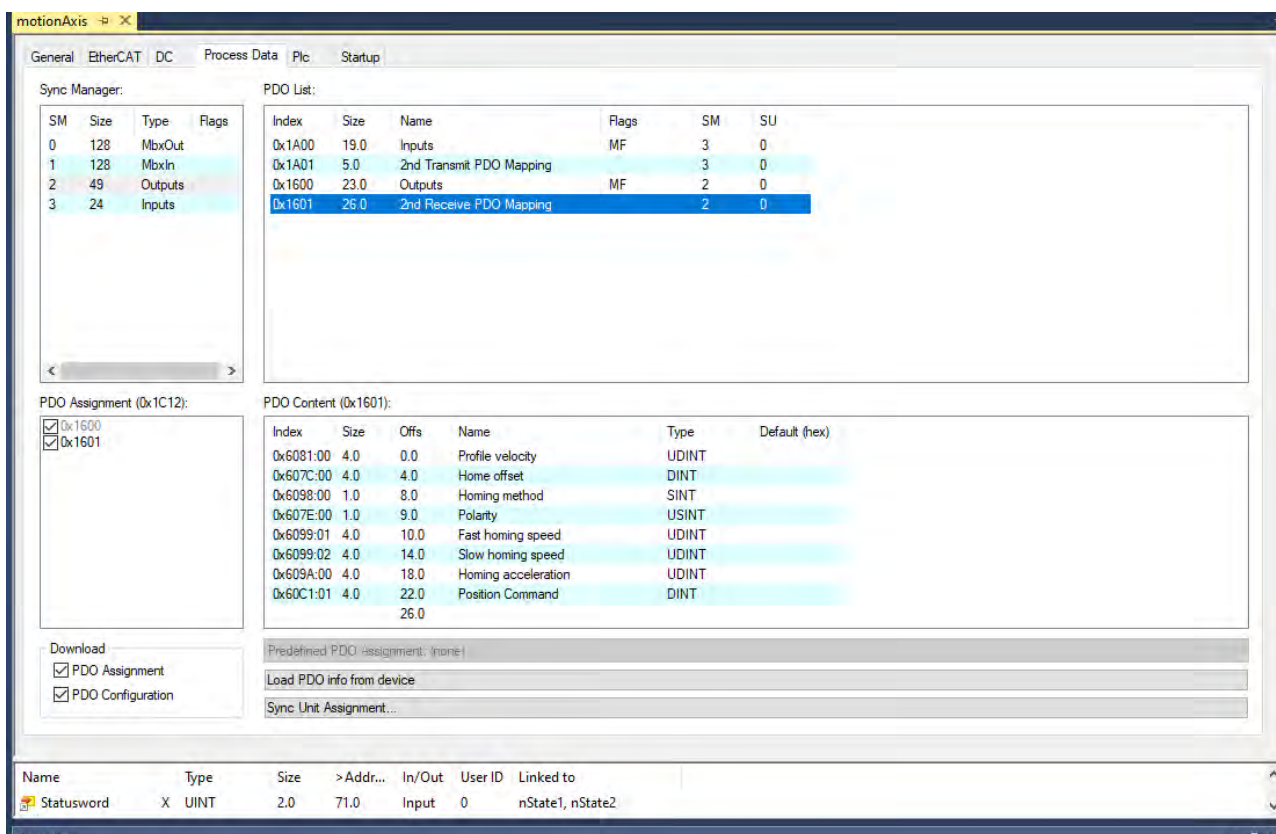 motionAxis
General EtherCAT DC Process Data Plc Startup
Sync Manager:
SM Size Type Flags
0 128 MbxOut
1 128 MbxIn
2 49 Outputs
3 24 Inputs
PDO List:
Index Size Name Flags SM SU
0x1A00 19.0 Inputs MF 3 0
0x1A01 5.0 2nd Transmit PDO Mapping 3 0
0x1600 23.0 Outputs MF 2 0
0x1601 26.0 2nd Receive PDO Mapping 2 0
PDO Assignment (0x1C12):
0x1600
0x1601
PDO Content (0x1601):
Index Size Offs Name Type Default (hex)
0x6081:00 4.0 0.0 Profile velocity UDINT
0x607C:00 4.0 4.0 Home offset DINT
0x6098:00 1.0 8.0 Homing method SINT
0x607E:00 1.0 9.0 Polarity USINT
0x6099:01 4.0 10.0 Fast homing speed UDINT
0x6099:02 4.0 14.0 Slow homing speed UDINT
0x609A:00 4.0 18.0 Homing acceleration UDINT
0x60C1:01 4.0 22.0 Position Command DINT
26.0
Download
PDO Assignment
PDO Configuration
Predefined PDO Assignment: (none)
Load PDO info from device
Sync Unit Assignment...
Name Type Size >Addr... In/Out User ID Linked to
Statusword X UINT 2.0 71.0 Input 0 nState1, nState2